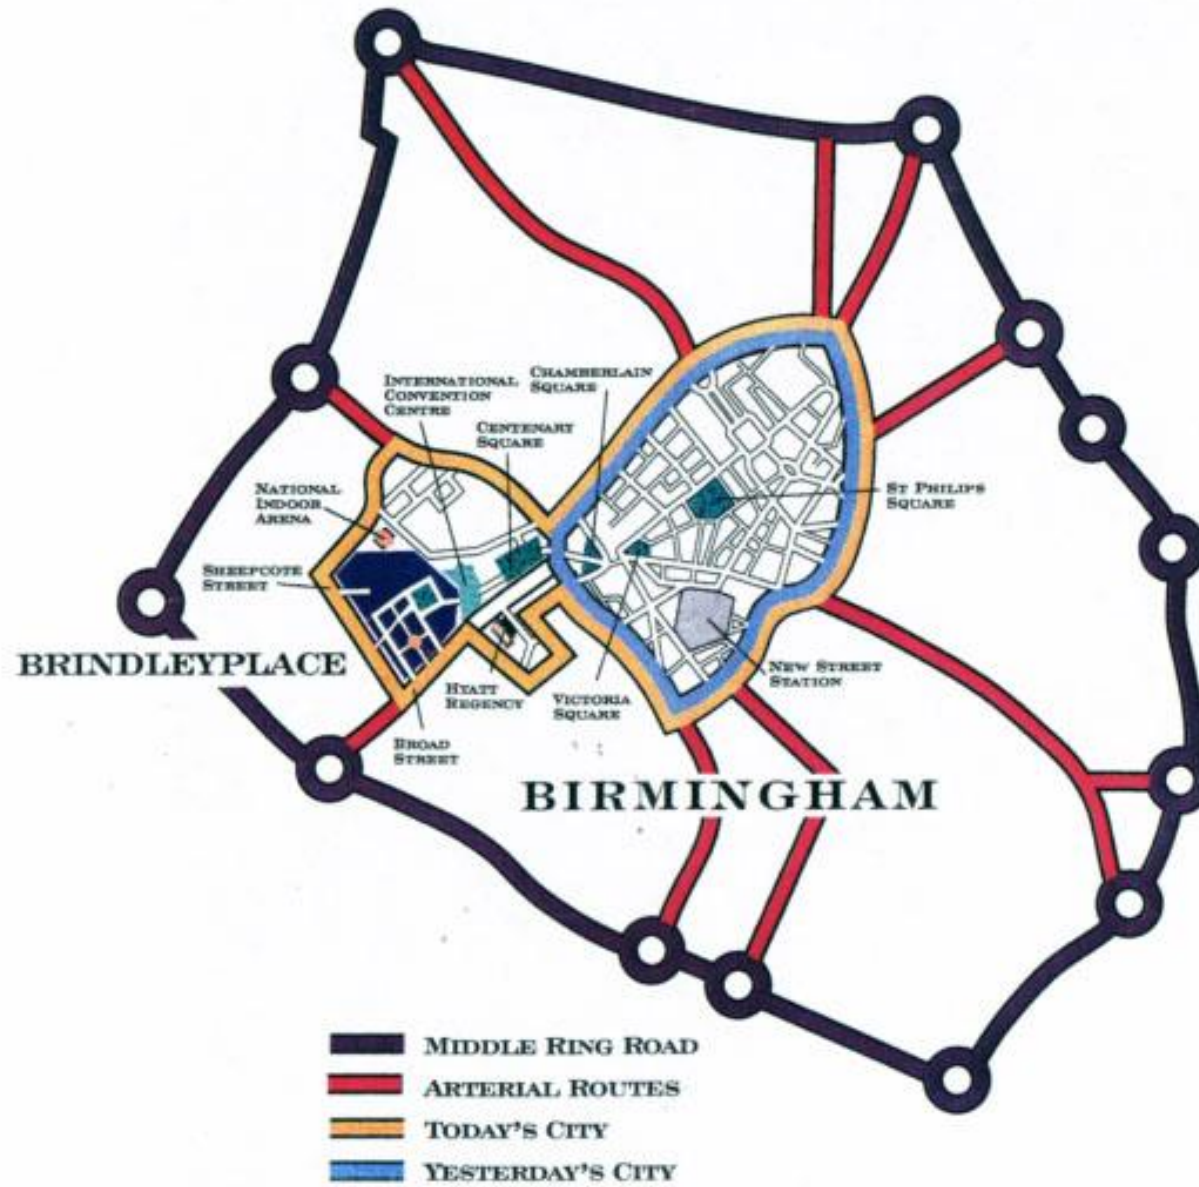 CHAMBERLAIN
SQUARE
INTERNATIONAL
CONVENTION
CENTRE
CENTENARY
SQUARE
NATIONAL
INDOOR
ARENA
ST PHILIP'S
SQUARE
SHEEPCOTE
STREET
BRINDLEYPLACE
HYATT
REGENCY
VICTORIA
SQUARE
NEW STREET
STATION
BROAD
STREET
BIRMINGHAM
MIDDLE RING ROAD
ARTERIAL ROUTES
TODAY'S CITY
YESTERDAY'S CITY